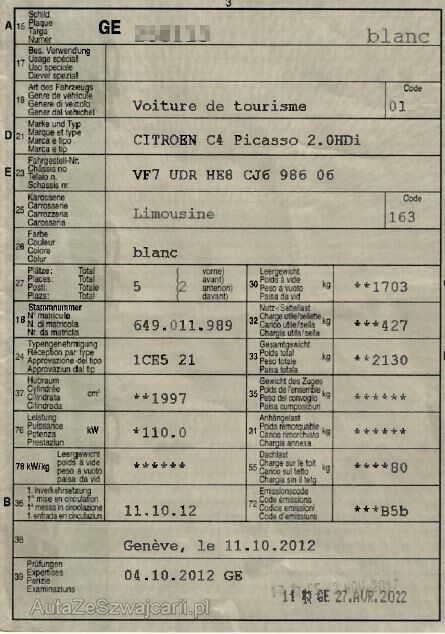 3
A 15 Schild Plaque Targa Numer GE blanc
17 Bes. Verwendung Usage spécial Uso speciale Diever spezial
19 Art des Fahrzeugs Genre de véhicule Genere di veicolo Gener dal vehichel Voiture de tourisme Code 01
D 21 Marke und Typ Marque et type Marca e tipo Marca e tip CITROEN C4 Picasso 2.0HDi
E 23 Fahrgestell-Nr. Châssis no Telaio n. Schassis nr. VF7 UDR HE8 CJ6 986 06
25 Karosserie Carrosserie Carrozzeria Carossaria Limousine Code 163
26 Farbe Couleur Colore Colur blanc
27 Plätze: Total Places: Total Posti: Totale Plazs: Total 5 (2 vorne) avant) anteriori) davant) 30 Leergewicht Poids à vide Peso a vuoto Paisa da vid kg **1703
18 Stammnummer N° matricule N. di matricola Nr. da matricla 649.011.989 32 Nutz-/Sattellast Charge utile/sellette Carico utile/sella Chargia utila/sella kg ***427
24 Typengenehmigung Réception par type Approvazione del tipo Approvaziun dal tip 1CE5 21 33 Gesamtgewicht Poids total Peso totale Paisa totala kg **2130
37 Hubraum Cylindrée Cilindrata Cilindrada cm³ **1997 35 Gewicht des Zuges Poids de l'ensemble Peso del convoglio Paisa cumposiziun kg ******
76 Leistung Puissance Potenza Prestaziun kW *110.0 31 Anhängelast Poids remorquable Carico rimorchiato Chargia annexa kg ******
78 kW/kg Leergewicht poids à vide peso a vuoto paisa da vid ****** 55 Dachlast Charge sur le toit Carico sul tetto Chargia sin il tetg kg ****80
B 36 1. Inverkehrsetzung 1re mise en circulation 1a messa in circolazione 1. entrada en circulaziun 11.10.12 72 Emissionscode Code émissions Codice emissioni Code d'emissiuns ***B5b
38 Genève, le 11.10.2012
39 Prüfungen Expertises Perizie Examinaziuns 04.10.2012 GE
GE 27.AVR.2022
AutaZeSzwajcarii.pl